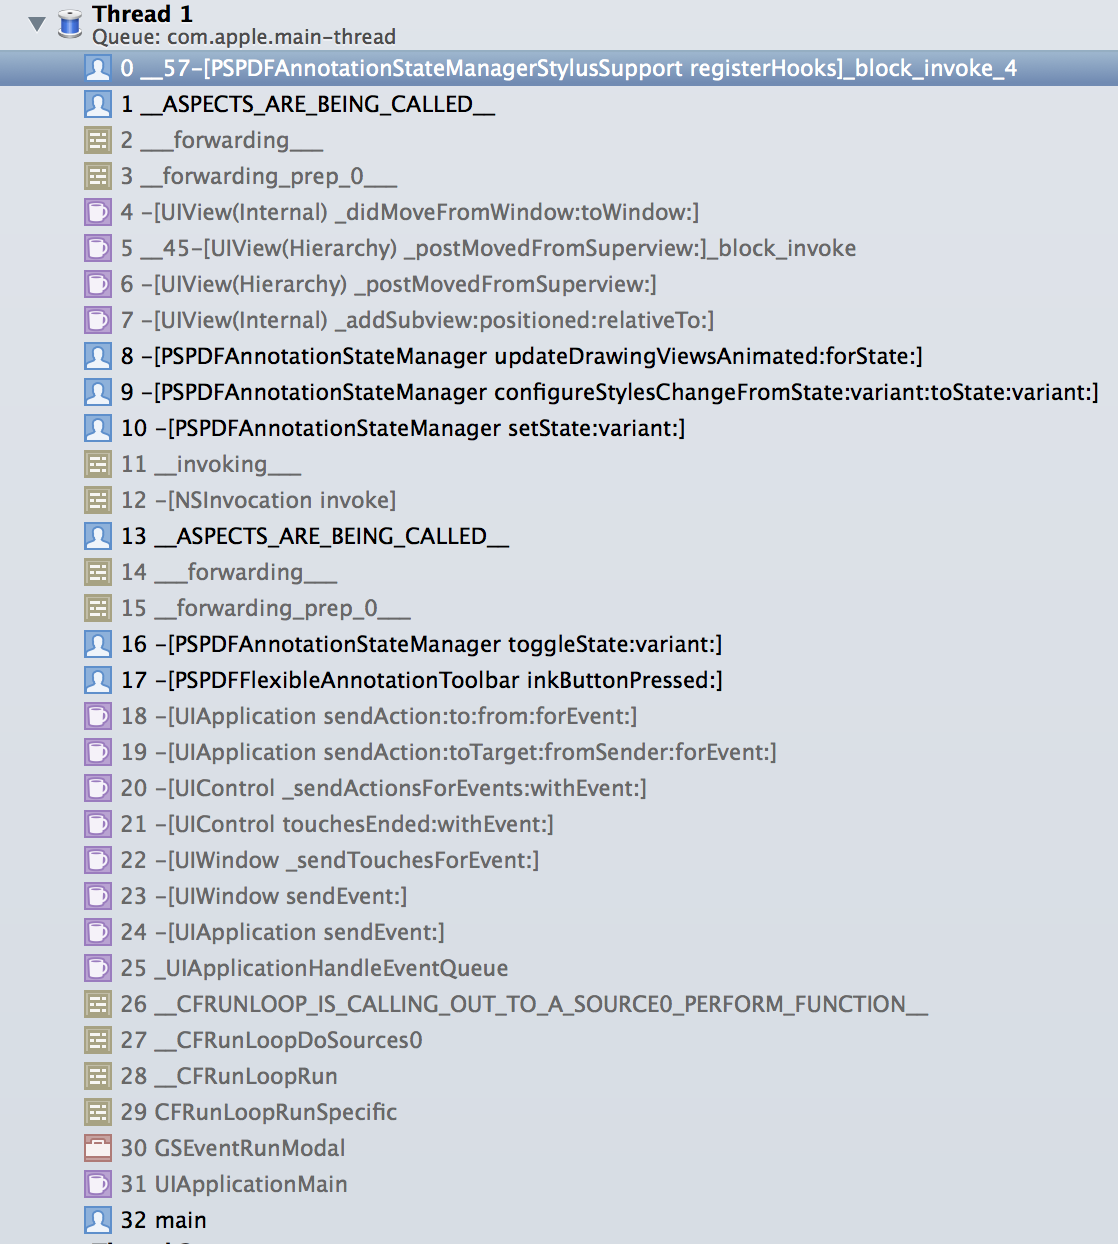 Thread 1
Queue: com.apple.main-thread
0 __57-[PSPDFAnnotationStateManagerStylusSupport registerHooks]_block_invoke_4
1 __ASPECTS_ARE_BEING_CALLED__
2 ___forwarding___
3 __forwarding_prep_0___
4 -[UIView(Internal) _didMoveFromWindow:toWindow:]
5 __45-[UIView(Hierarchy) _postMovedFromSuperview:]_block_invoke
6 -[UIView(Hierarchy) _postMovedFromSuperview:]
7 -[UIView(Internal) _addSubview:positioned:relativeTo:]
8 -[PSPDFAnnotationStateManager updateDrawingViewsAnimated:forState:]
9 -[PSPDFAnnotationStateManager configureStylesChangeFromState:variant:toState:variant:]
10 -[PSPDFAnnotationStateManager setState:variant:]
11 __invoking___
12 -[NSInvocation invoke]
13 __ASPECTS_ARE_BEING_CALLED__
14 ___forwarding___
15 __forwarding_prep_0___
16 -[PSPDFAnnotationStateManager toggleState:variant:]
17 -[PSPDFFlexibleAnnotationToolbar inkButtonPressed:]
18 -[UIApplication sendAction:to:from:forEvent:]
19 -[UIApplication sendAction:toTarget:fromSender:forEvent:]
20 -[UIControl _sendActionsForEvents:withEvent:]
21 -[UIControl touchesEnded:withEvent:]
22 -[UIWindow _sendTouchesForEvent:]
23 -[UIWindow sendEvent:]
24 -[UIApplication sendEvent:]
25 _UIApplicationHandleEventQueue
26 __CFRUNLOOP_IS_CALLING_OUT_TO_A_SOURCE0_PERFORM_FUNCTION__
27 __CFRunLoopDoSources0
28 __CFRunLoopRun
29 CFRunLoopRunSpecific
30 GSEventRunModal
31 UIApplicationMain
32 main